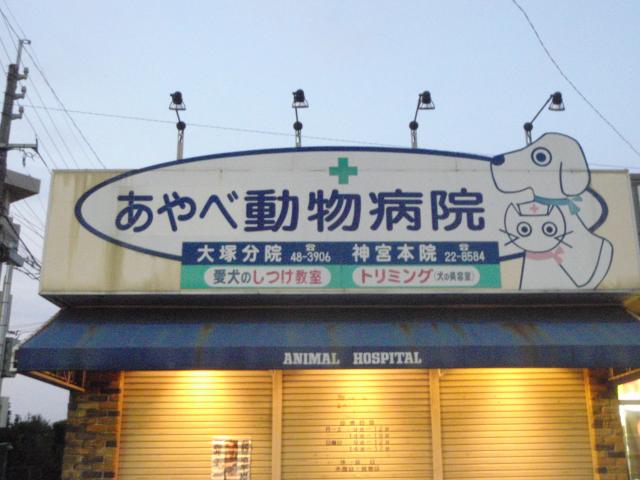 あやべ動物病院
大塚分院 ☎48-3906 神宮本院 ☎22-8584
愛犬のしつけ教室 トリミング(犬の美容室)
ANIMAL HOSPITAL